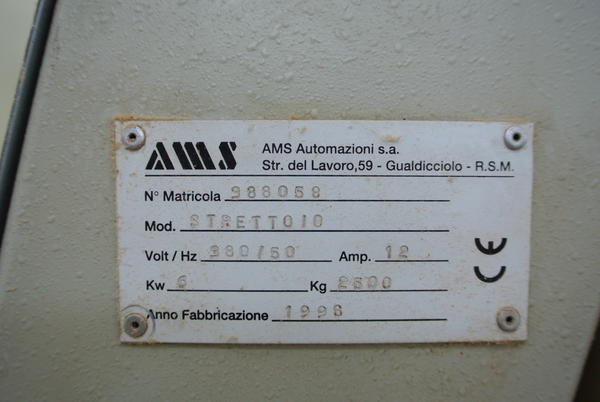 AMS
AMS Automazioni s.a.
Str. del Lavoro,59 - Gualdicciolo - R.S.M.
N° Matricola 988058
Mod. STRETTOIO
Volt / Hz 380/50 Amp. 12
Kw 6 Kg 2500
Anno Fabbricazione 1998
CE